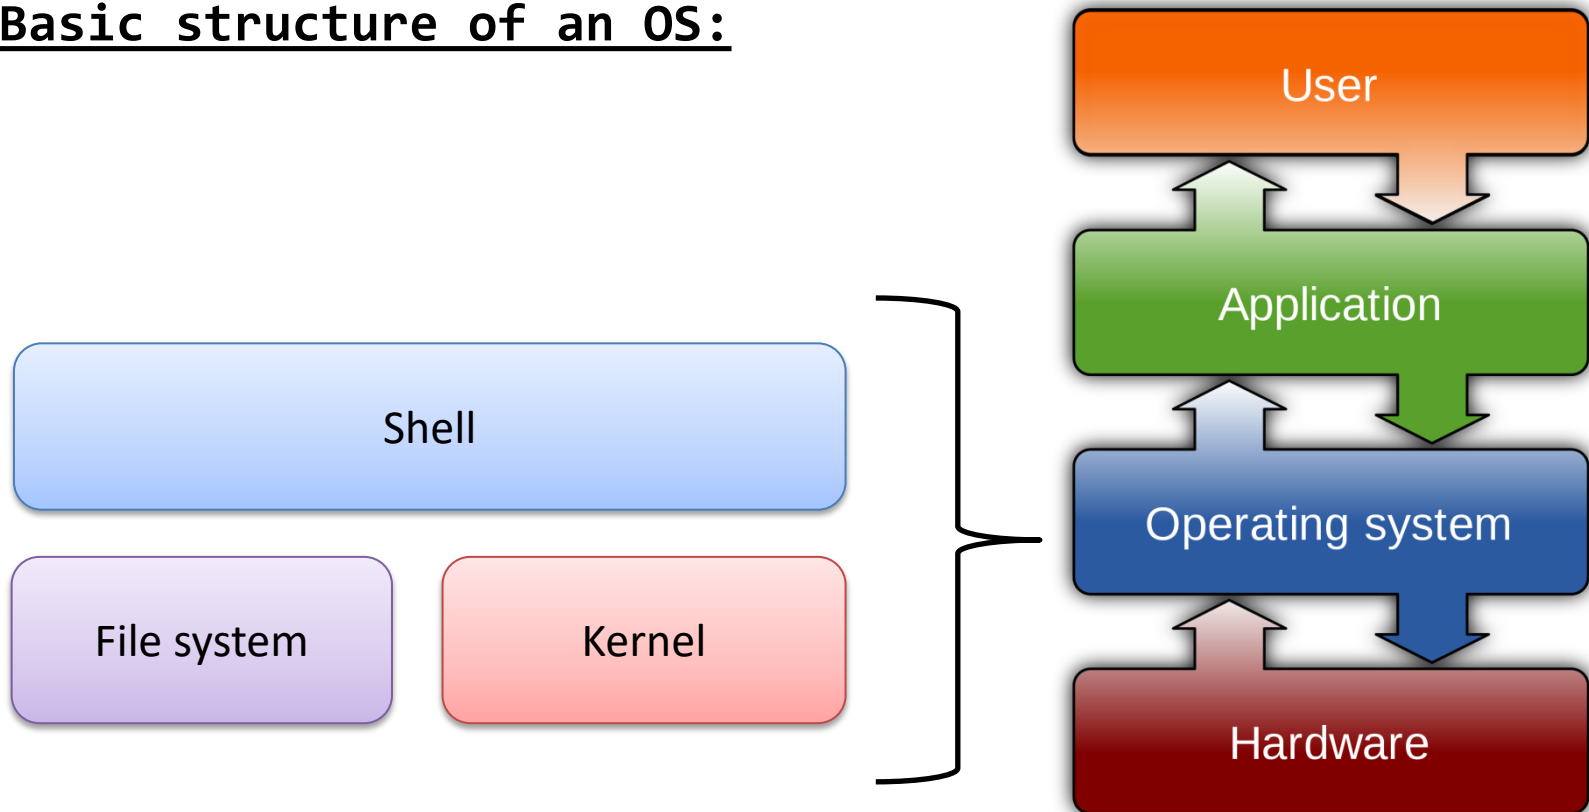 Basic structure of an OS:
User
Application
Shell
Operating system
File system
Kernel
Hardware